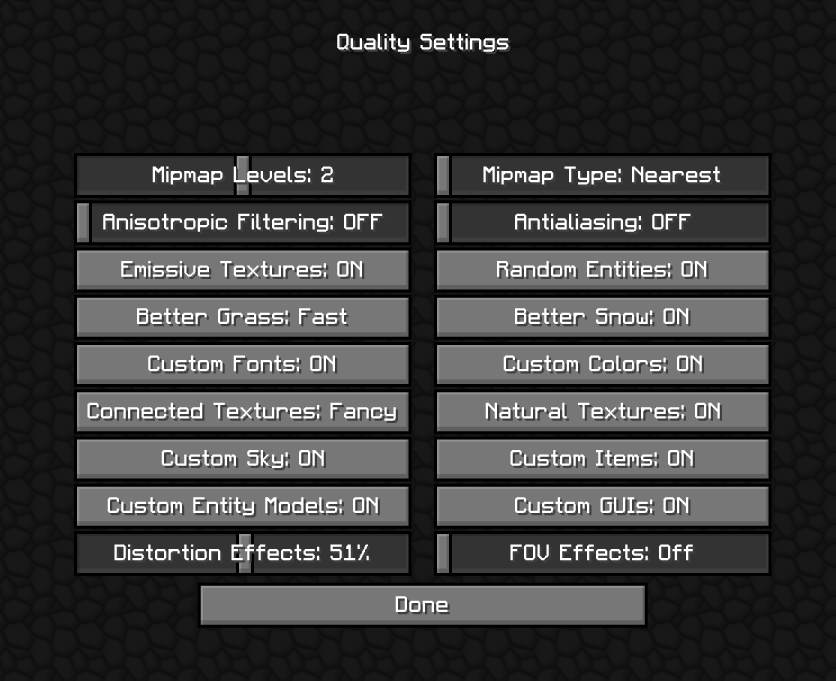 Quality Settings
Mipmap Levels: 2
Mipmap Type: Nearest
Anisotropic Filtering: OFF
Antialiasing: OFF
Emissive Textures: ON
Random Entities: ON
Better Grass: Fast
Better Snow: ON
Custom Fonts: ON
Custom Colors: ON
Connected Textures: Fancy
Natural Textures: ON
Custom Sky: ON
Custom Items: ON
Custom Entity Models: ON
Custom GUIs: ON
Distortion Effects: 51%
FOV Effects: Off
Done